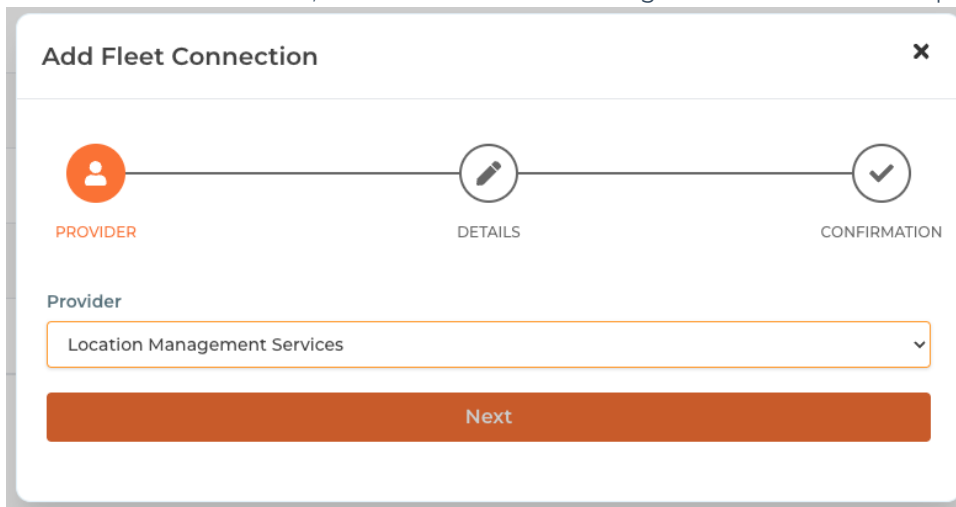 Add Fleet Connection
PROVIDER
DETAILS
CONFIRMATION
Provider
Location Management Services
Next